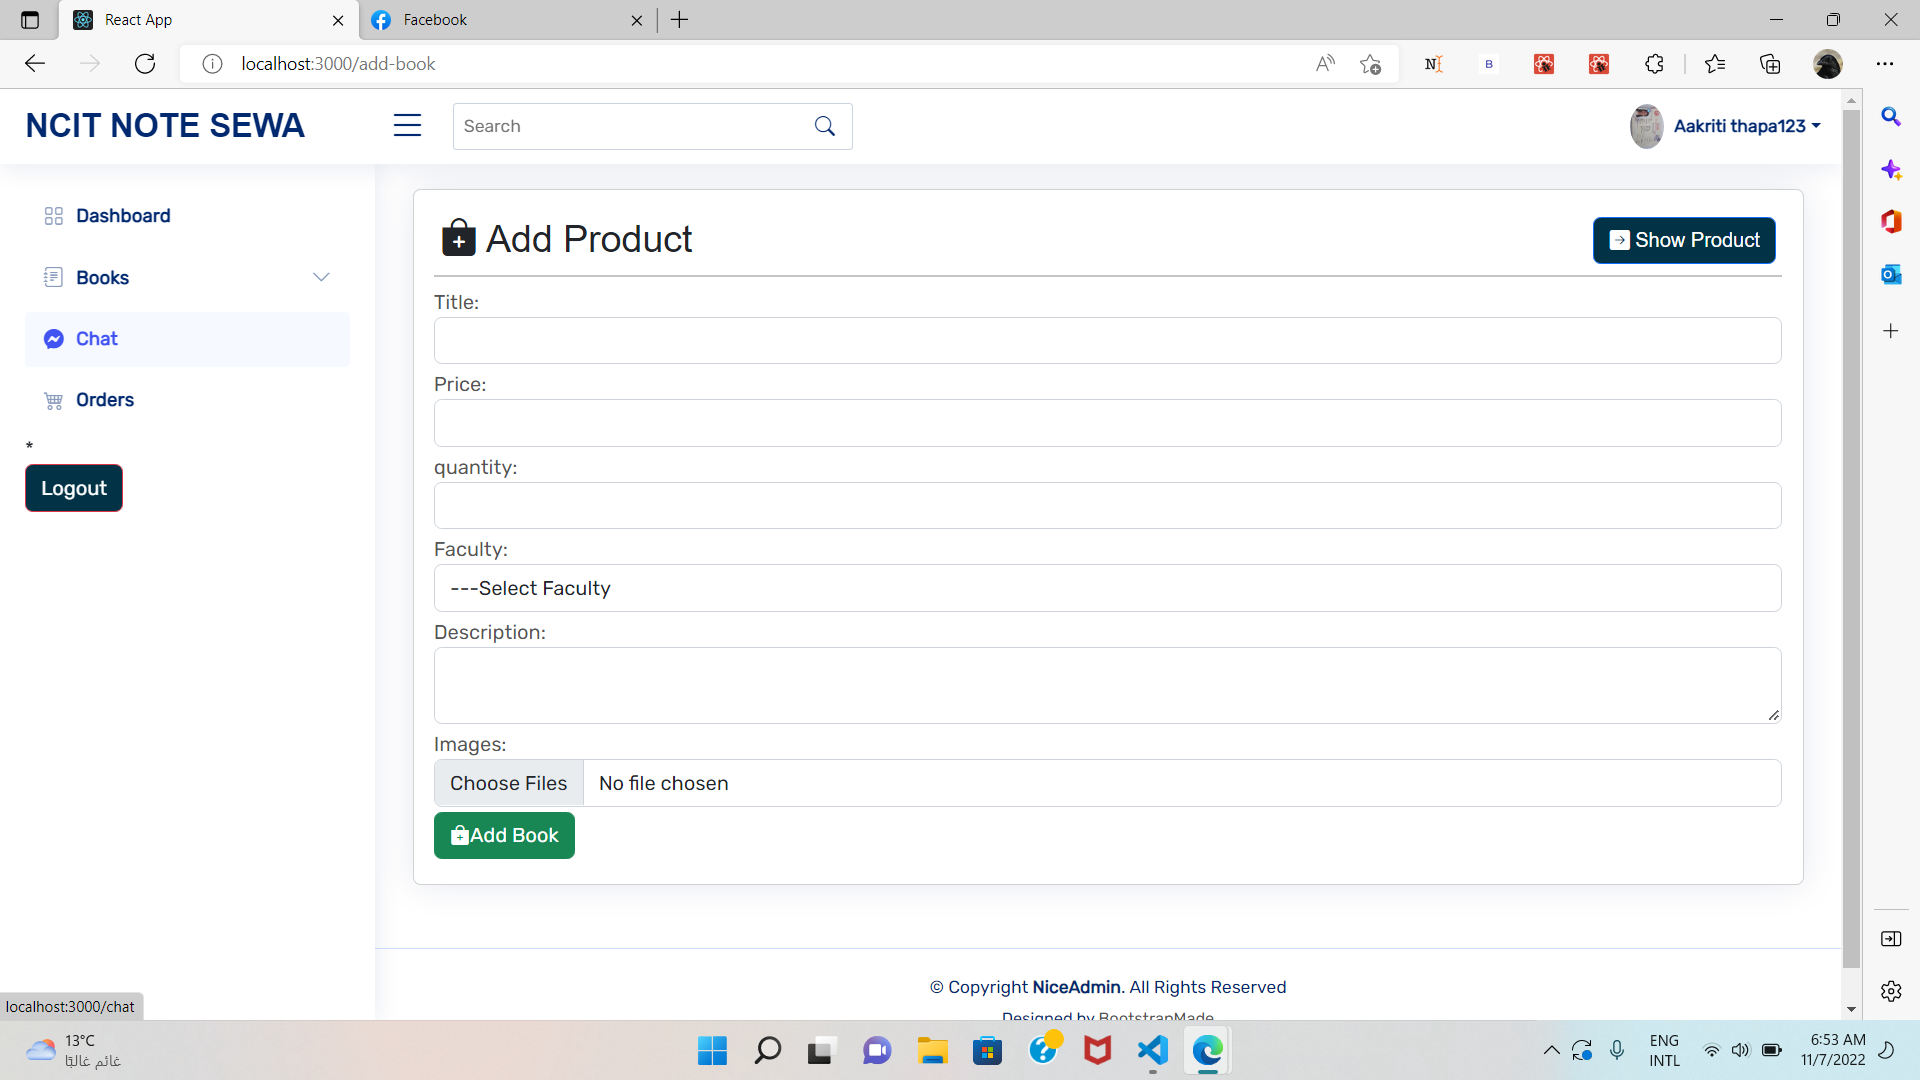 React App
Facebook
localhost:3000/add-book
NCIT NOTE SEWA
Search
Aakriti thapa123
Dashboard
Books
Chat
Orders
*
Logout
Add Product
Show Product
Title:
Price:
quantity:
Faculty:
---Select Faculty
Description:
Images:
Choose Files No file chosen
Add Book
© Copyright NiceAdmin. All Rights Reserved
Designed by BootstrapMade
localhost:3000/chat
13°C
غائم غالبًا
ENG
INTL
6:53 AM
11/7/2022